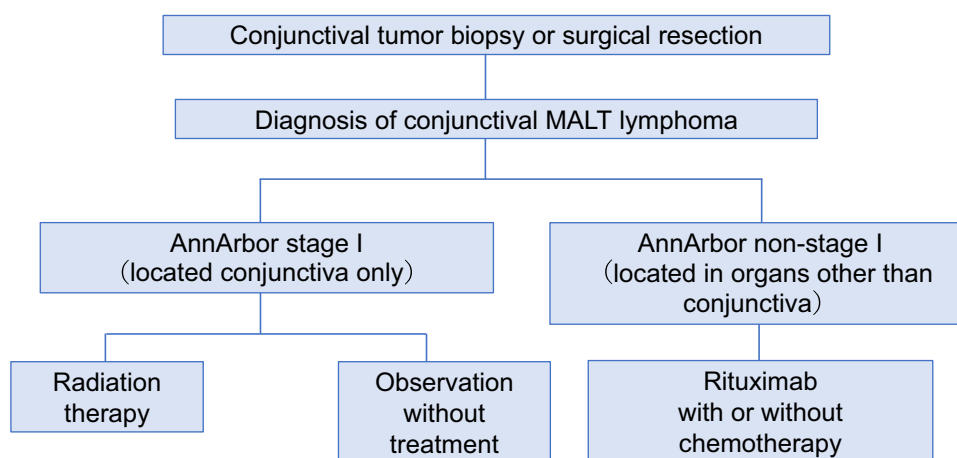 Conjunctival tumor biopsy or surgical resection
Diagnosis of conjunctival MALT lymphoma
AnnArbor stage I
（located conjunctiva only）
AnnArbor non-stage I
（located in organs other than
conjunctiva）
Radiation
therapy
Observation
without
treatment
Rituximab
with or without
chemotherapy